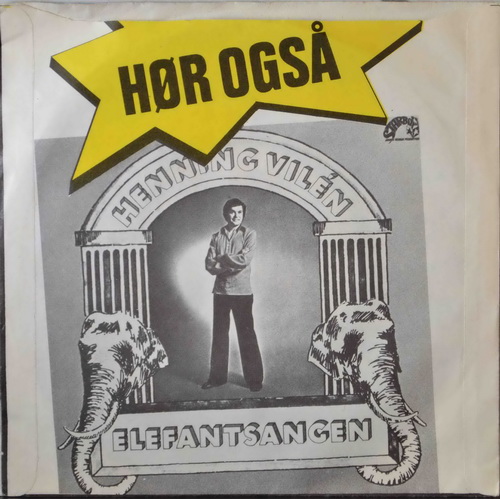 HØR OGSÅ
HENNING VILÉN
ELEFANTSANGEN